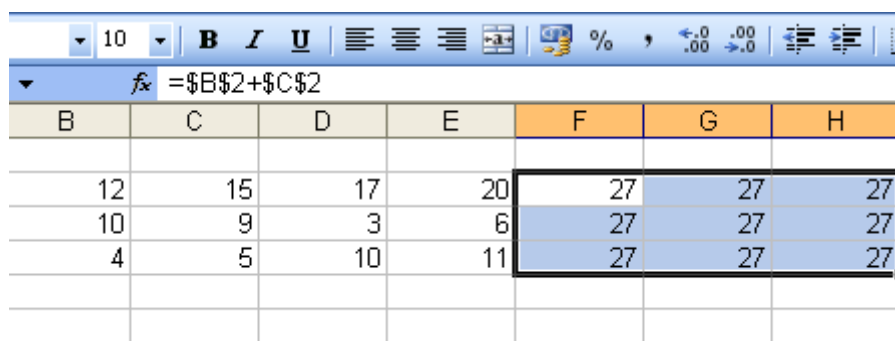 10 B I U a % , .0 .00 .00 .0
fx =$B$2+$C$2
B C D E F G H
12 15 17 20 27 27 27
10 9 3 6 27 27 27
4 5 10 11 27 27 27